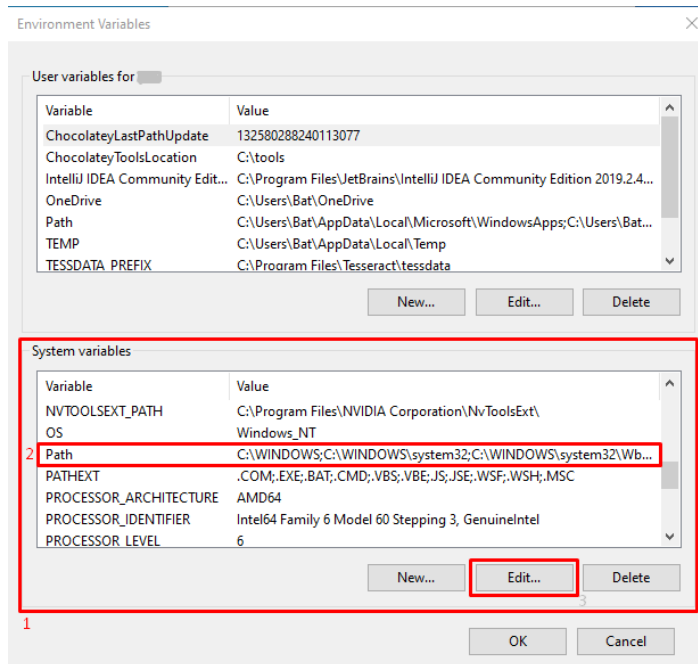 Environment Variables
User variables for
Variable Value
ChocolateyLastPathUpdate 132580288240113077
ChocolateyToolsLocation C:\tools
IntelliJ IDEA Community Edit... C:\Program Files\JetBrains\IntelliJ IDEA Community Edition 2019.2.4...
OneDrive C:\Users\Bat\OneDrive
Path C:\Users\Bat\AppData\Local\Microsoft\WindowsApps;C:\Users\Bat...
TEMP C:\Users\Bat\AppData\Local\Temp
TESSDATA_PREFIX C:\Program Files\Tesseract\tessdata
New... Edit... Delete
System variables
Variable Value
NVTOOLSEXT_PATH C:\Program Files\NVIDIA Corporation\NvToolsExt\
OS Windows_NT
2 Path C:\WINDOWS;C:\WINDOWS\system32;C:\WINDOWS\system32\Wb...
PATHEXT .COM;.EXE;.BAT;.CMD;.VBS;.VBE;.JS;.JSE;.WSF;.WSH;.MSC
PROCESSOR_ARCHITECTURE AMD64
PROCESSOR_IDENTIFIER Intel64 Family 6 Model 60 Stepping 3, GenuineIntel
PROCESSOR_LEVEL 6
New... Edit... Delete
3
1
OK Cancel